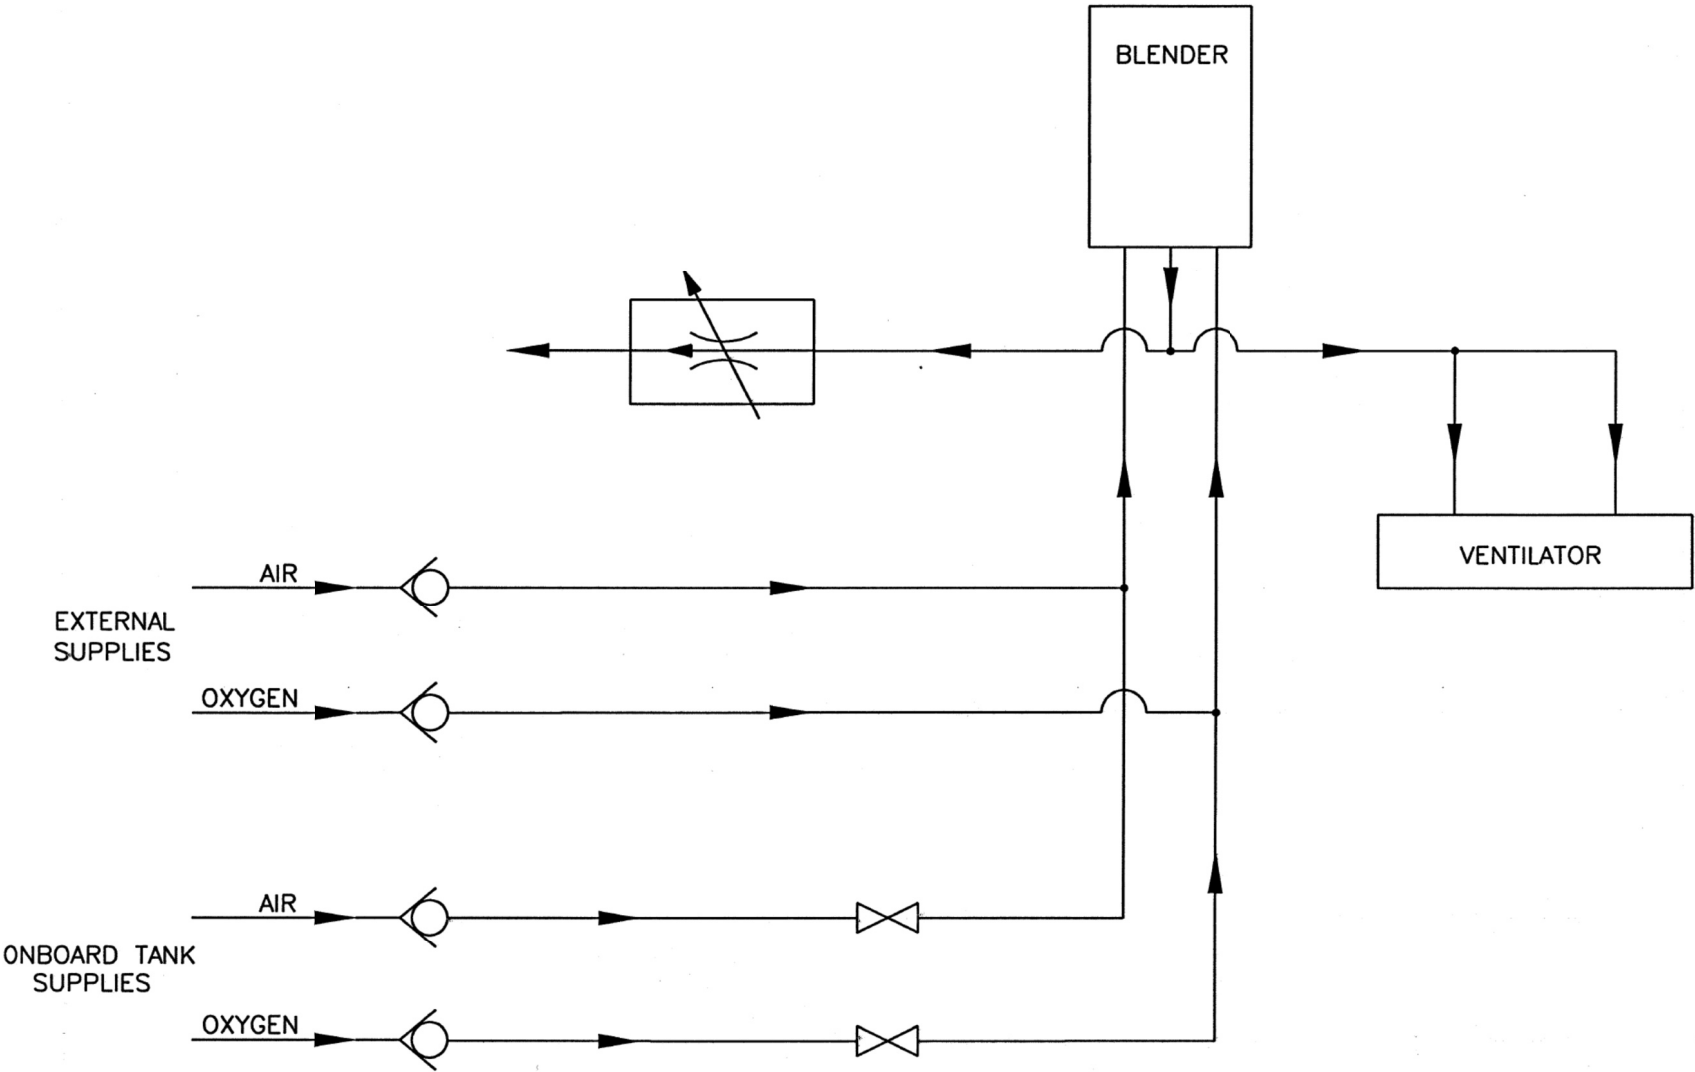 BLENDER
VENTILATOR
AIR
EXTERNAL
SUPPLIES
OXYGEN
AIR
ONBOARD TANK
SUPPLIES
OXYGEN